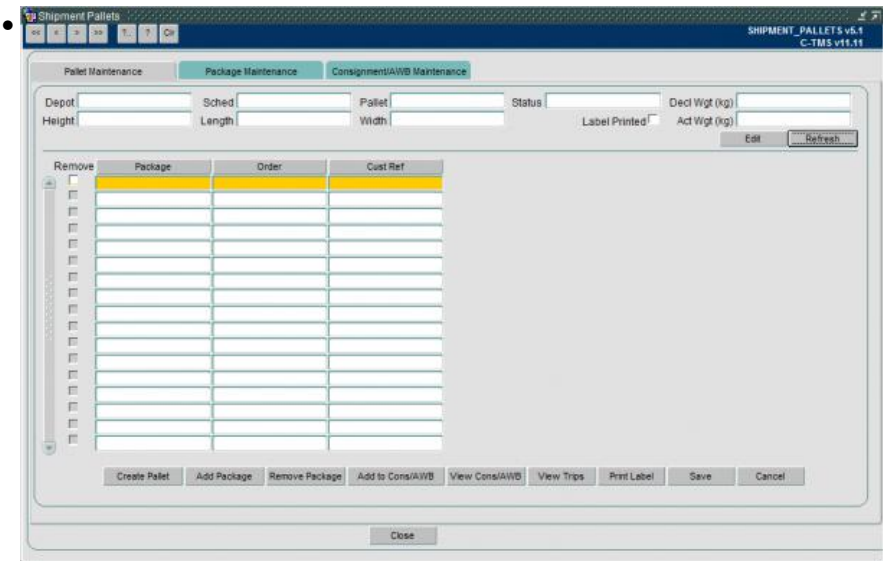 Shipment Pallets
<< < > >> ? Clr
SHIPMENT_PALLETS v5.1
C-TMS v11.11
Pallet Maintenance Package Maintenance Consignment/AWB Maintenance
Depot Sched Pallet Status Decl Wgt (kg)
Height Length Width Label Printed Act Wgt (kg)
Edit Refresh
Remove Package Order Cust Ref
Create Pallet Add Package Remove Package Add to Cons/AWB View Cons/AWB View Trips Print Label Save Cancel
Close